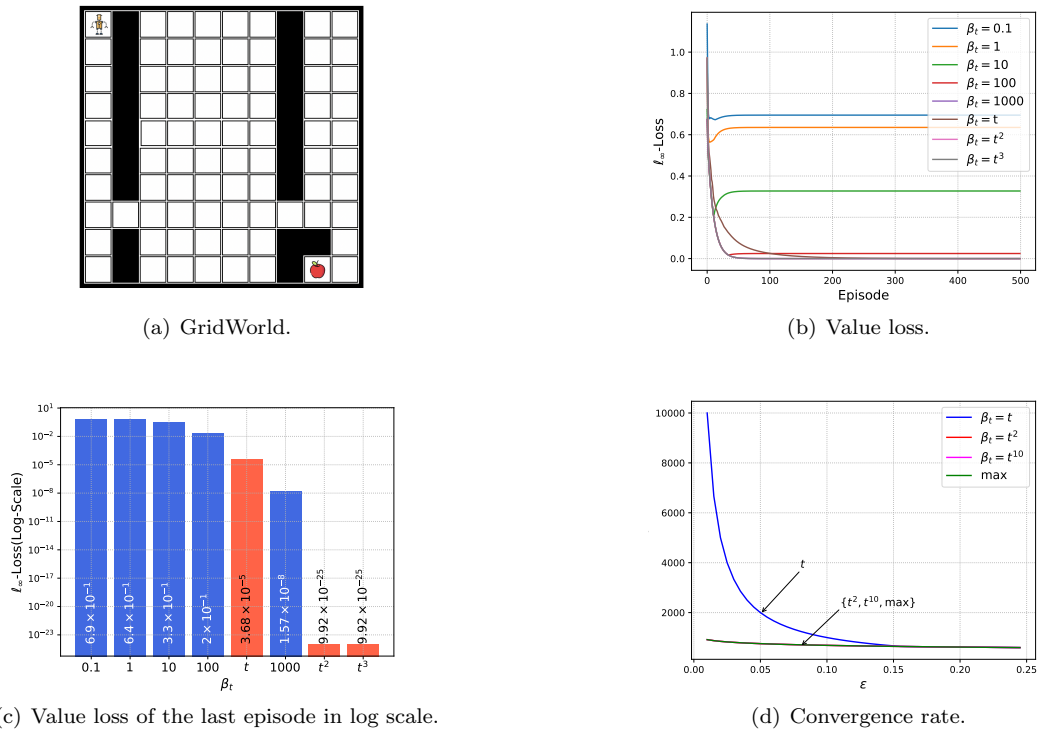 (a) GridWorld.
1.0
0.8
0.6
0.4
0.2
0.0
ℓ∞-Loss
0 100 200 300 400 500
Episode
βt = 0.1
βt = 1
βt = 10
βt = 100
βt = 1000
βt = t
βt = t²
βt = t³
(b) Value loss.
10¹
10⁻²
10⁻⁵
10⁻⁸
10⁻¹¹
10⁻¹⁴
10⁻¹⁷
10⁻²⁰
10⁻²³
ℓ∞-Loss(Log-Scale)
6.9 × 10⁻¹
6.4 × 10⁻¹
3.3 × 10⁻¹
2 × 10⁻¹
3.68 × 10⁻⁵
1.57 × 10⁻⁸
9.92 × 10⁻²⁵
9.92 × 10⁻²⁵
0.1 1 10 100 t 1000 t² t³
βt
c) Value loss of the last episode in log scale.
10000
8000
6000
4000
2000
0
0.00 0.05 0.10 0.15 0.20 0.25
ε
βt = t
βt = t²
βt = t¹⁰
max
t
{t², t¹⁰, max}
(d) Convergence rate.